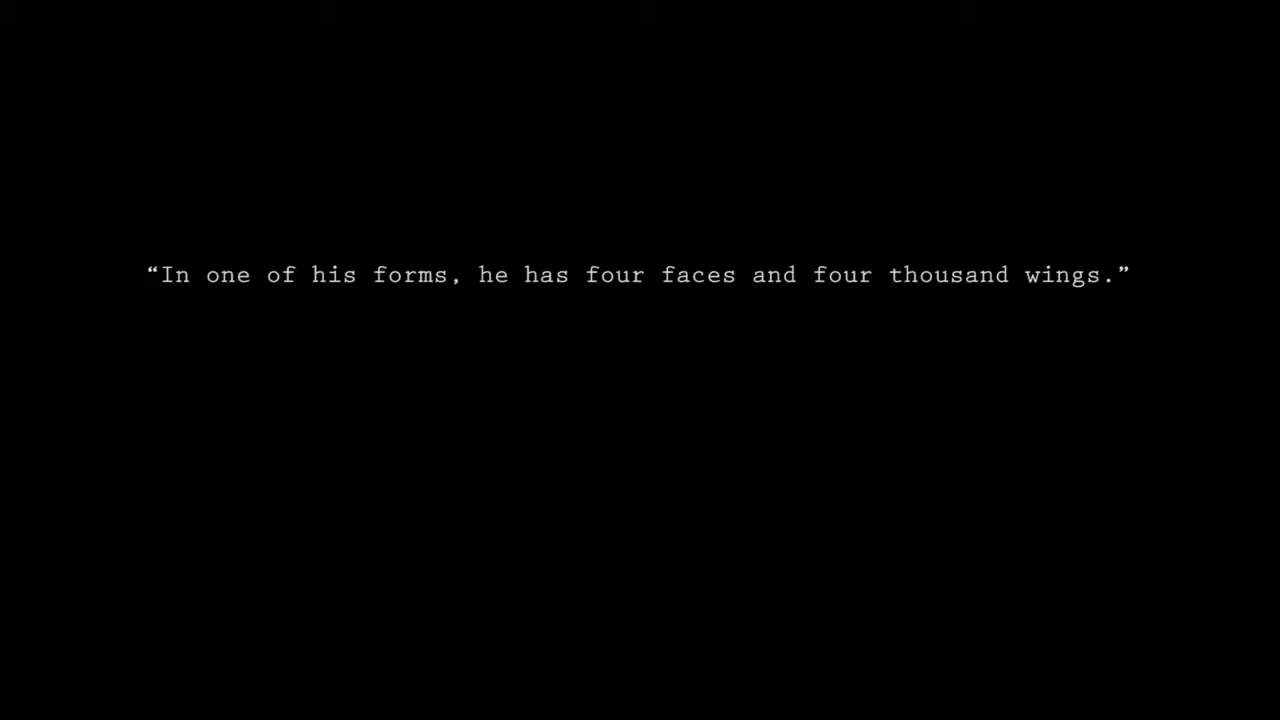 “In one of his forms, he has four faces and four thousand wings.”